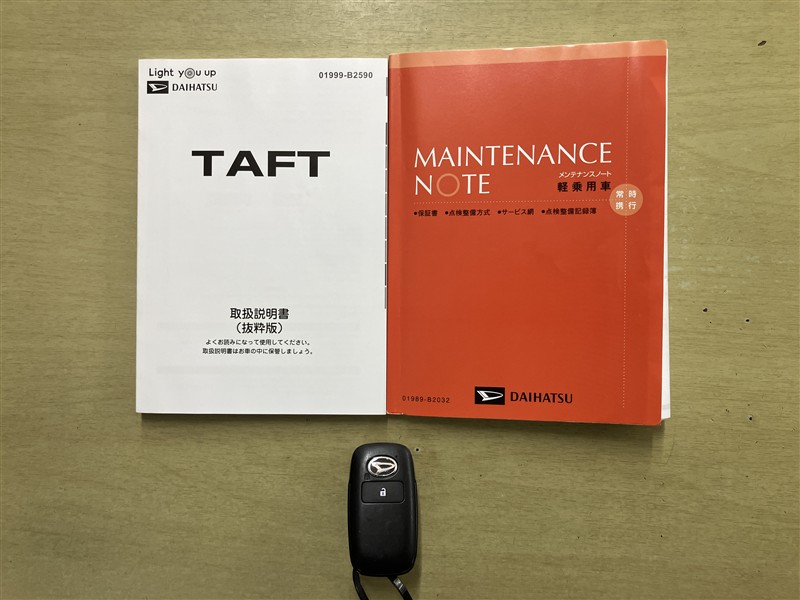 Light you up
DAIHATSU
01999-B2590
TAFT
取扱説明書
（抜粋版）
よくお読みになって使用してください。
取扱説明書はお車の中に保管しましょう。
MAINTENANCE
NOTE
メンテナンスノート
軽乗用車
常時
携行
●保証書 ●点検整備方式 ●サービス網 ●点検整備記録簿
01989-B2032
DAIHATSU